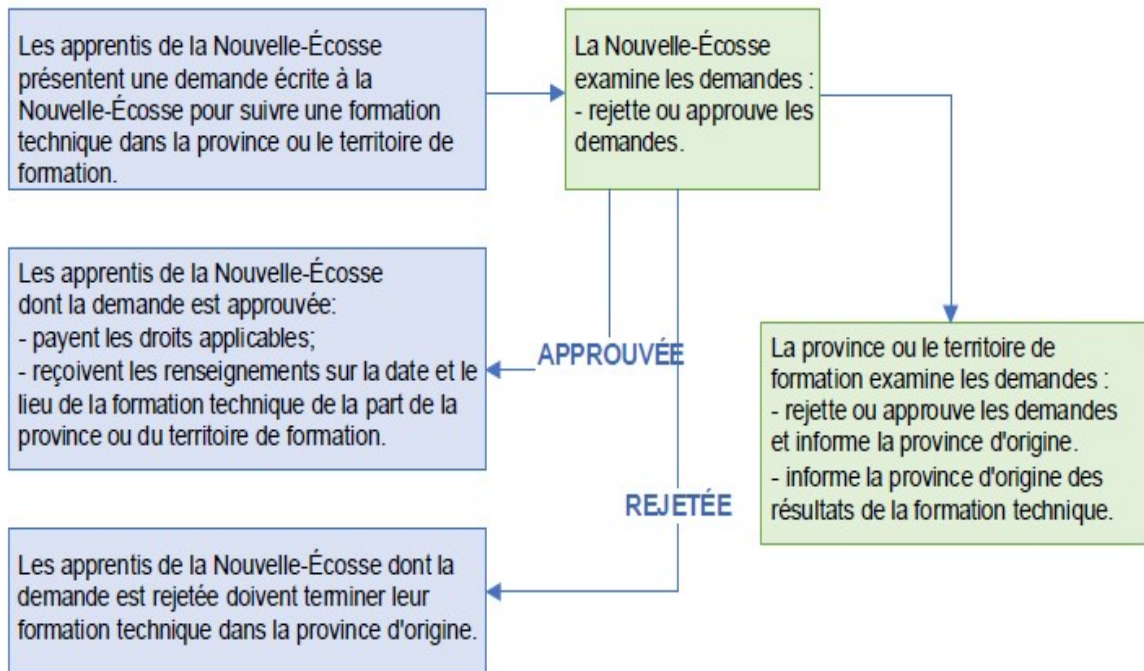 Les apprentis de la Nouvelle-Écosse
présentent une demande écrite à la
Nouvelle-Écosse pour suivre une formation
technique dans la province ou le territoire de
formation.
La Nouvelle-Écosse
examine les demandes :
- rejette ou approuve les
demandes.
Les apprentis de la Nouvelle-Écosse
dont la demande est approuvée:
- payent les droits applicables;
- reçoivent les renseignements sur la date et le
lieu de la formation technique de la part de la
province ou du territoire de formation.
APPROUVÉE
La province ou le territoire de
formation examine les demandes :
- rejette ou approuve les demandes
et informe la province d'origine.
- informe la province d'origine des
résultats de la formation technique.
REJETÉE
Les apprentis de la Nouvelle-Écosse dont la
demande est rejetée doivent terminer leur
formation technique dans la province d'origine.